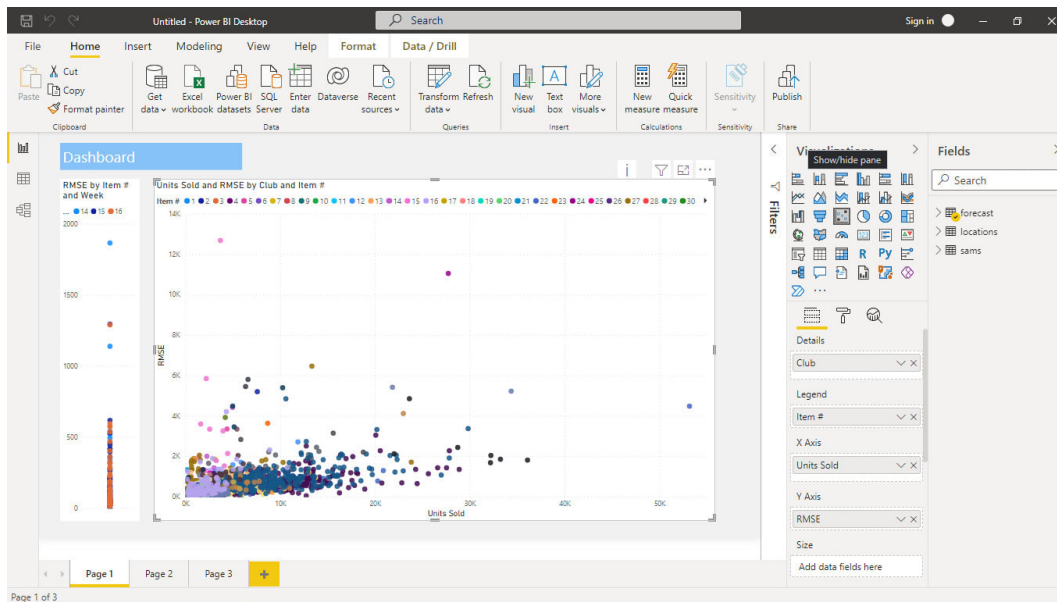 Untitled - Power BI Desktop
Search
Sign in
File Home Insert Modeling View Help Format Data / Drill
Paste
Cut
Copy
Format painter
Get data
Excel workbook
Power BI datasets
SQL Server
Enter data
Dataverse
Recent sources
Transform data
Refresh
New visual
Text box
More visuals
New measure
Quick measure
Sensitivity
Publish
Clipboard Data Queries Insert Calculations Sensitivity Share
Dashboard
RMSE by Item #
and Week
... 14 15 16
2000
1500
1000
500
0
Units Sold and RMSE by Club and Item #
Item # 1 2 3 4 5 6 7 8 9 10 11 12 13 14 15 16 17 18 19 20 21 22 23 24 25 26 27 28 29 30
14K
12K
10K
8K
6K
4K
2K
0K
RMSE
0K 10K 20K 30K 40K 50K
Units Sold
Filters
Show/hide pane
R Py
Details
Club
Legend
Item #
X Axis
Units Sold
Y Axis
RMSE
Size
Add data fields here
Fields
Search
forecast
locations
sams
Page 1 Page 2 Page 3
Page 1 of 3